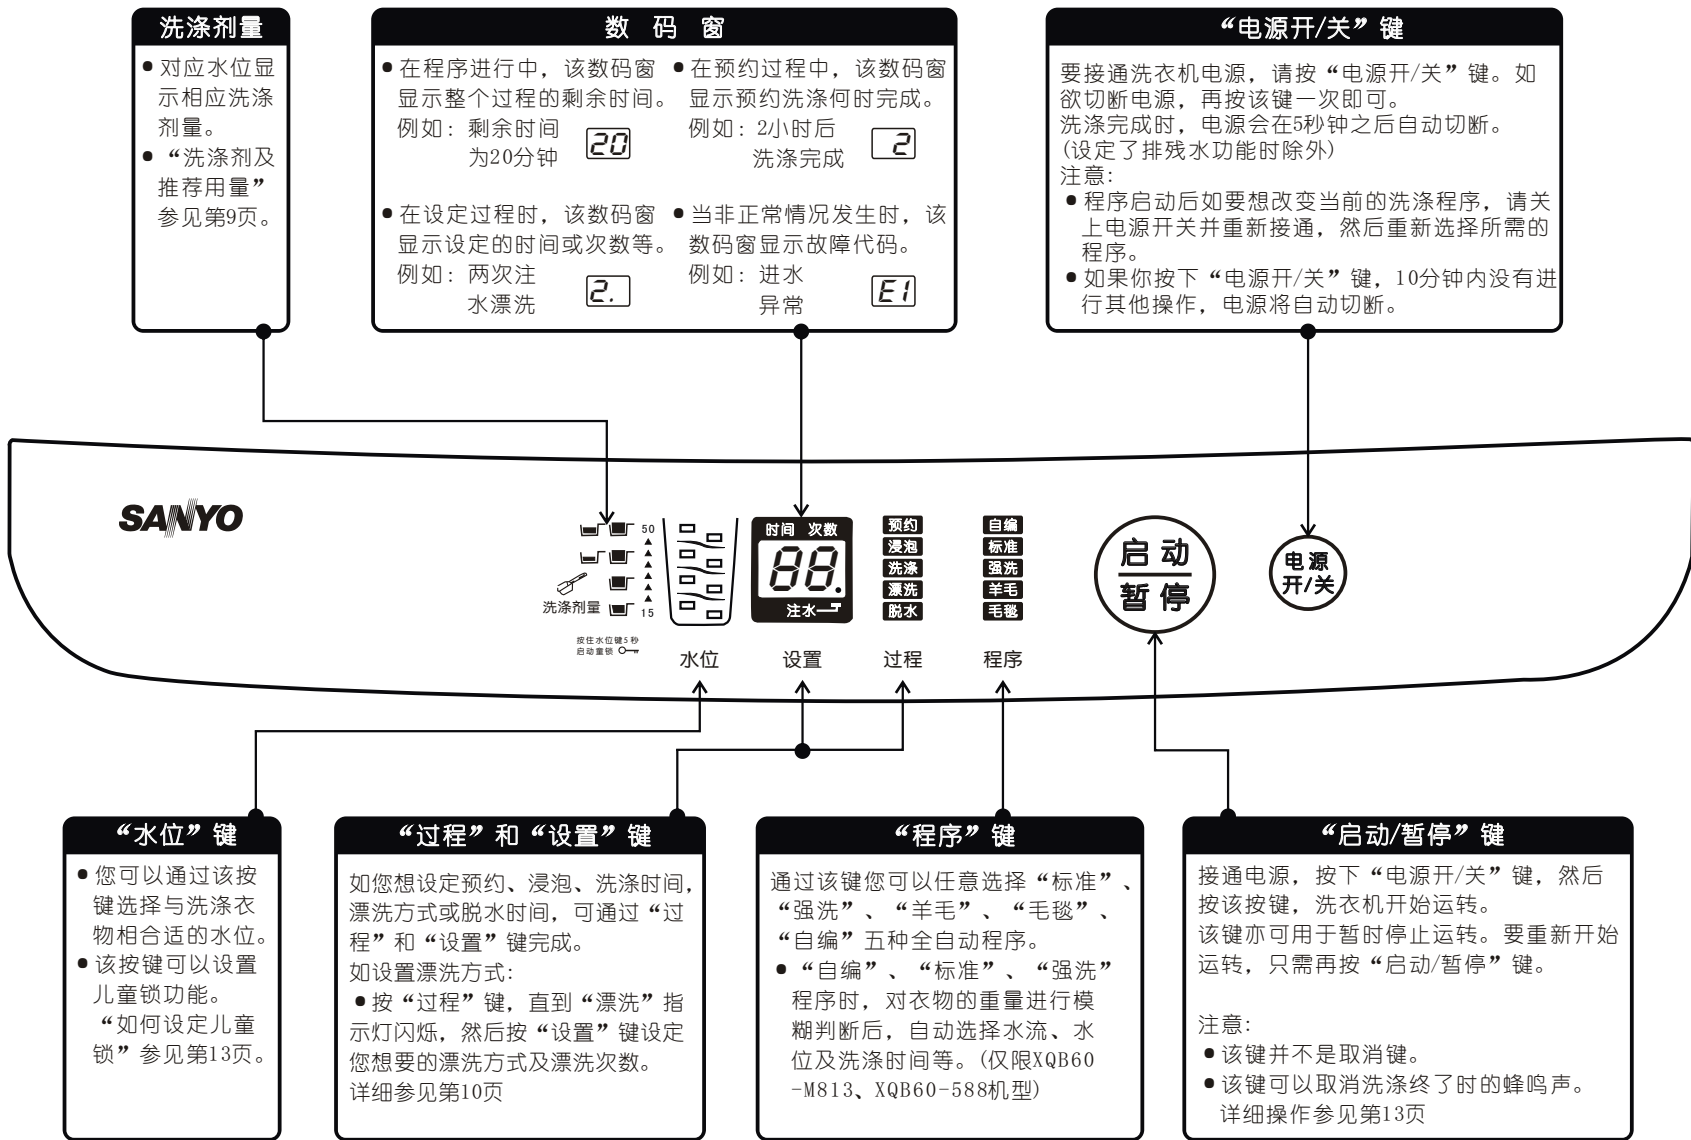 洗涤剂量
● 对应水位显
示相应洗涤
剂量。
● “洗涤剂及
推荐用量”
参见第9页。
数 码 窗
● 在程序进行中，该数码窗
显示整个过程的剩余时间。
例如：剩余时间
为20分钟
20
● 在预约过程中，该数码窗
显示预约洗涤何时完成。
例如：2小时后
洗涤完成
2
● 在设定过程时，该数码窗
显示设定的时间或次数等。
例如：两次注
水漂洗
2.
● 当非正常情况发生时，该
数码窗显示故障代码。
例如：进水
异常
E1
“电源开/关”键
要接通洗衣机电源，请按“电源开/关”键。如
欲切断电源，再按该键一次即可。
洗涤完成时，电源会在5秒钟之后自动切断。
(设定了排残水功能时除外)
注意:
● 程序启动后如要想改变当前的洗涤程序，请关
上电源开关并重新接通，然后重新选择所需的
程序。
● 如果你按下“电源开/关”键，10分钟内没有进
行其他操作，电源将自动切断。
SANYO
50
15
洗涤剂量
按住水位键5秒
启动童锁
水位
时间 次数
88.
注水
设置
预约
浸泡
洗涤
漂洗
脱水
过程
自编
标准
强洗
羊毛
毛毯
程序
启动
暂停
电源
开/关
“水位”键
● 您可以通过该按
键选择与洗涤衣
物相合适的水位。
● 该按键可以设置
儿童锁功能。
“如何设定儿童
锁”参见第13页。
“过程”和“设置”键
如您想设定预约、浸泡、洗涤时间，
漂洗方式或脱水时间，可通过“过
程”和“设置”键完成。
如设置漂洗方式:
● 按“过程”键，直到“漂洗”指
示灯闪烁，然后按“设置”键设定
您想要的漂洗方式及漂洗次数。
详细参见第10页
“程序”键
通过该键您可以任意选择“标准”、
“强洗”、“羊毛”、“毛毯”、
“自编”五种全自动程序。
● “自编”、“标准”、“强洗”
程序时，对衣物的重量进行模
糊判断后，自动选择水流、水
位及洗涤时间等。(仅限XQB60
-M813、XQB60-588机型)
“启动/暂停”键
接通电源，按下“电源开/关”键，然后
按该按键，洗衣机开始运转。
该键亦可用于暂时停止运转。要重新开始
运转，只需再按“启动/暂停”键。
注意:
● 该键并不是取消键。
● 该键可以取消洗涤终了时的蜂鸣声。
详细操作参见第13页